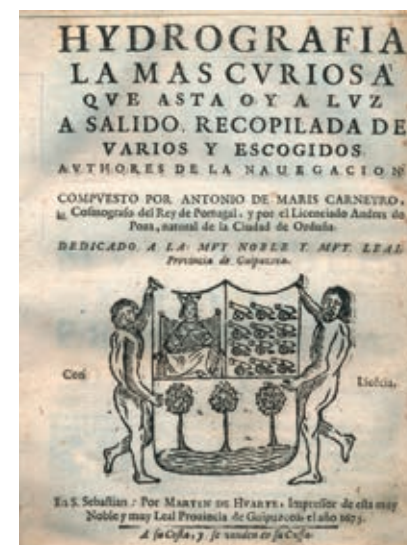 HYDROGRAFIA
LA MAS CVRIOSA
QVE ASTA OY A LVZ
A SALIDO, RECOPILADA DE
VARIOS Y ESCOGIDOS
AVTHORES DE LA NAUEGACION
COMPVESTO POR ANTONIO DE MARIS CARNEYRO,
Cosmografo del Rey de Portugal, y por el Licenciado Andres de
Poza, natural de la Ciudad de Orduña.
DEDICADO A LA MVY NOBLE Y MVY LEAL
Provincia de Guipuzcoa.
Con
Licẽcia,
En S. Sebastian: Por MARTIN DE HVARTE, Impressor de esta muy
Noble y muy Leal Prouincia de Guipuzcoa, el año 1675.
A su Costa, y se venden en su Casa.